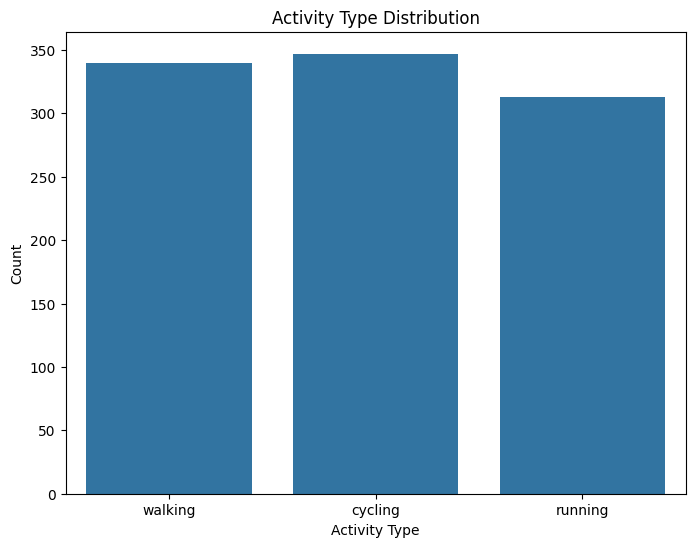 Activity Type Distribution
350
300
250
200
150
100
50
0
Count
walking cycling running
Activity Type